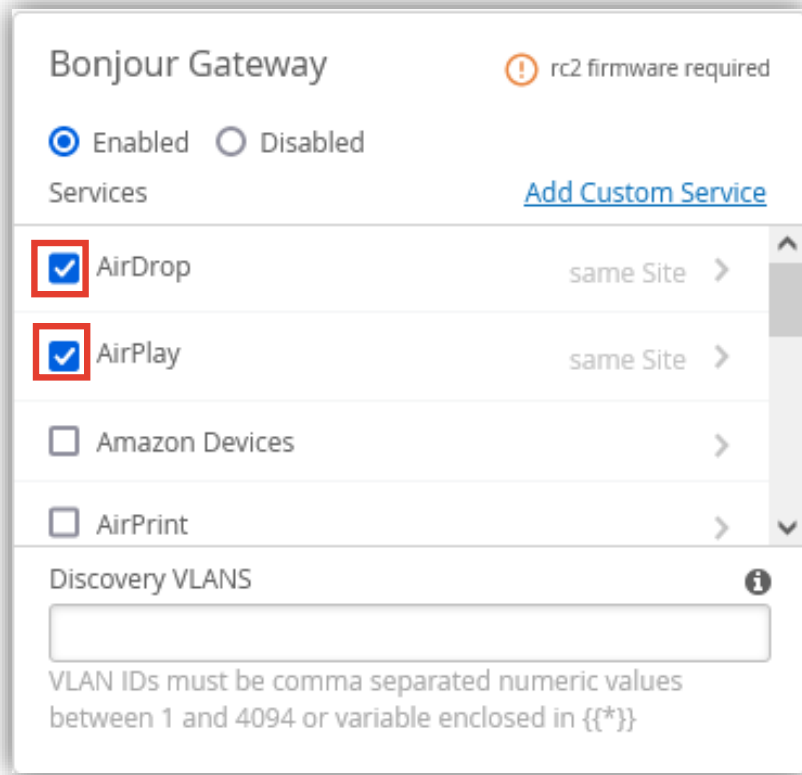 Bonjour Gateway
rc2 firmware required
Enabled
Disabled
Services
Add Custom Service
AirDrop
same Site
AirPlay
same Site
Amazon Devices
AirPrint
Discovery VLANS
VLAN IDs must be comma separated numeric values
between 1 and 4094 or variable enclosed in {{*}}